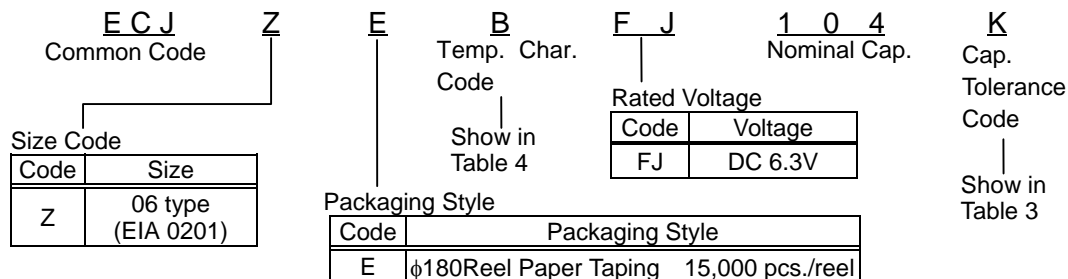 E C J Z E B F J 1 0 4 K
Common Code Temp. Char. Nominal Cap. Cap.
Code Tolerance
Code
Rated Voltage
Code Voltage
FJ DC 6.3V
Show in
Table 4
Show in
Table 3
Size Code
Code Size
Z 06 type
(EIA 0201)
Packaging Style
Code Packaging Style
E ϕ180Reel Paper Taping 15,000 pcs./reel